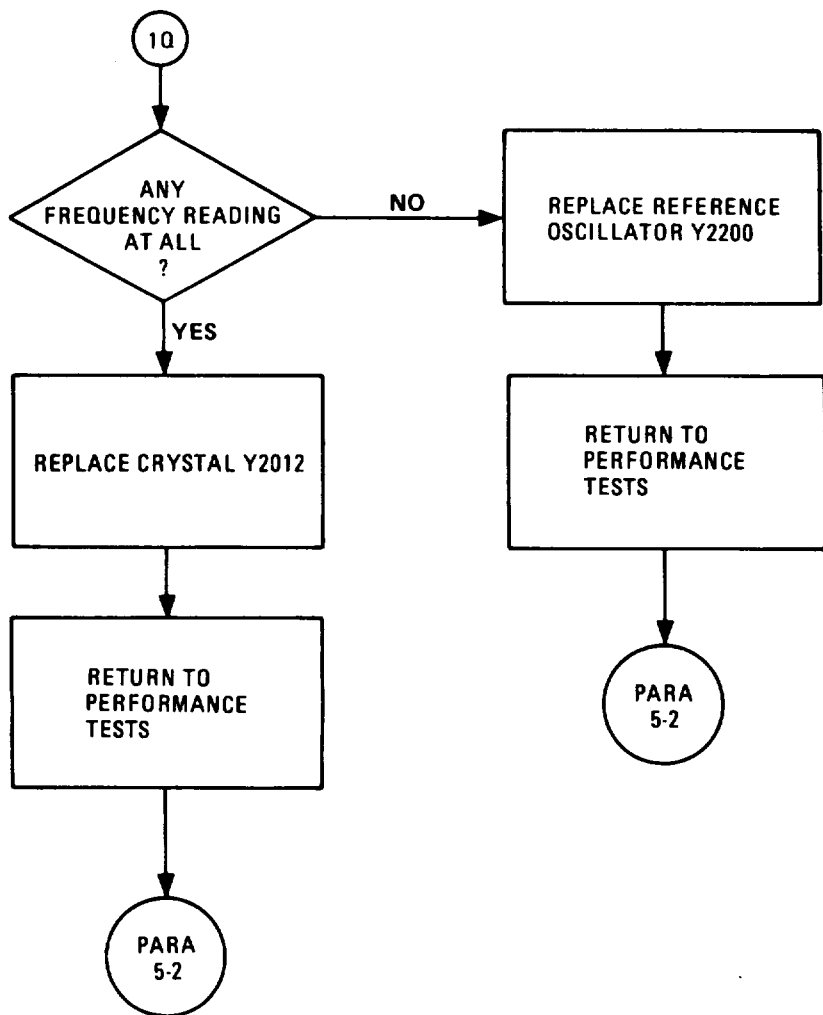 1Q
ANY
FREQUENCY READING
AT ALL
?
NO
REPLACE REFERENCE
OSCILLATOR Y2200
YES
RETURN TO
PERFORMANCE
TESTS
REPLACE CRYSTAL Y2012
RETURN TO
PERFORMANCE
TESTS
PARA
5-2
PARA
5-2